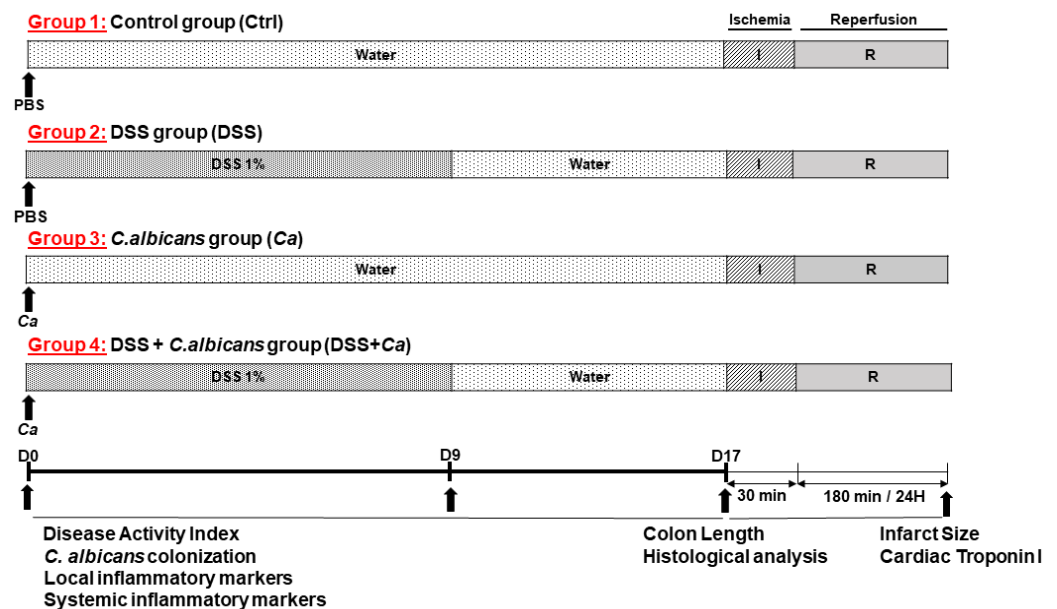 Group 1: Control group (Ctrl)
Ischemia
Reperfusion
Water
I
R
PBS
Group 2: DSS group (DSS)
DSS 1%
Water
I
R
PBS
Group 3: C.albicans group (Ca)
Water
I
R
Ca
Group 4: DSS + C.albicans group (DSS+Ca)
DSS 1%
Water
I
R
Ca
D0
D9
D17
30 min
180 min / 24H
Disease Activity Index
C. albicans colonization
Local inflammatory markers
Systemic inflammatory markers
Colon Length
Histological analysis
Infarct Size
Cardiac Troponin I